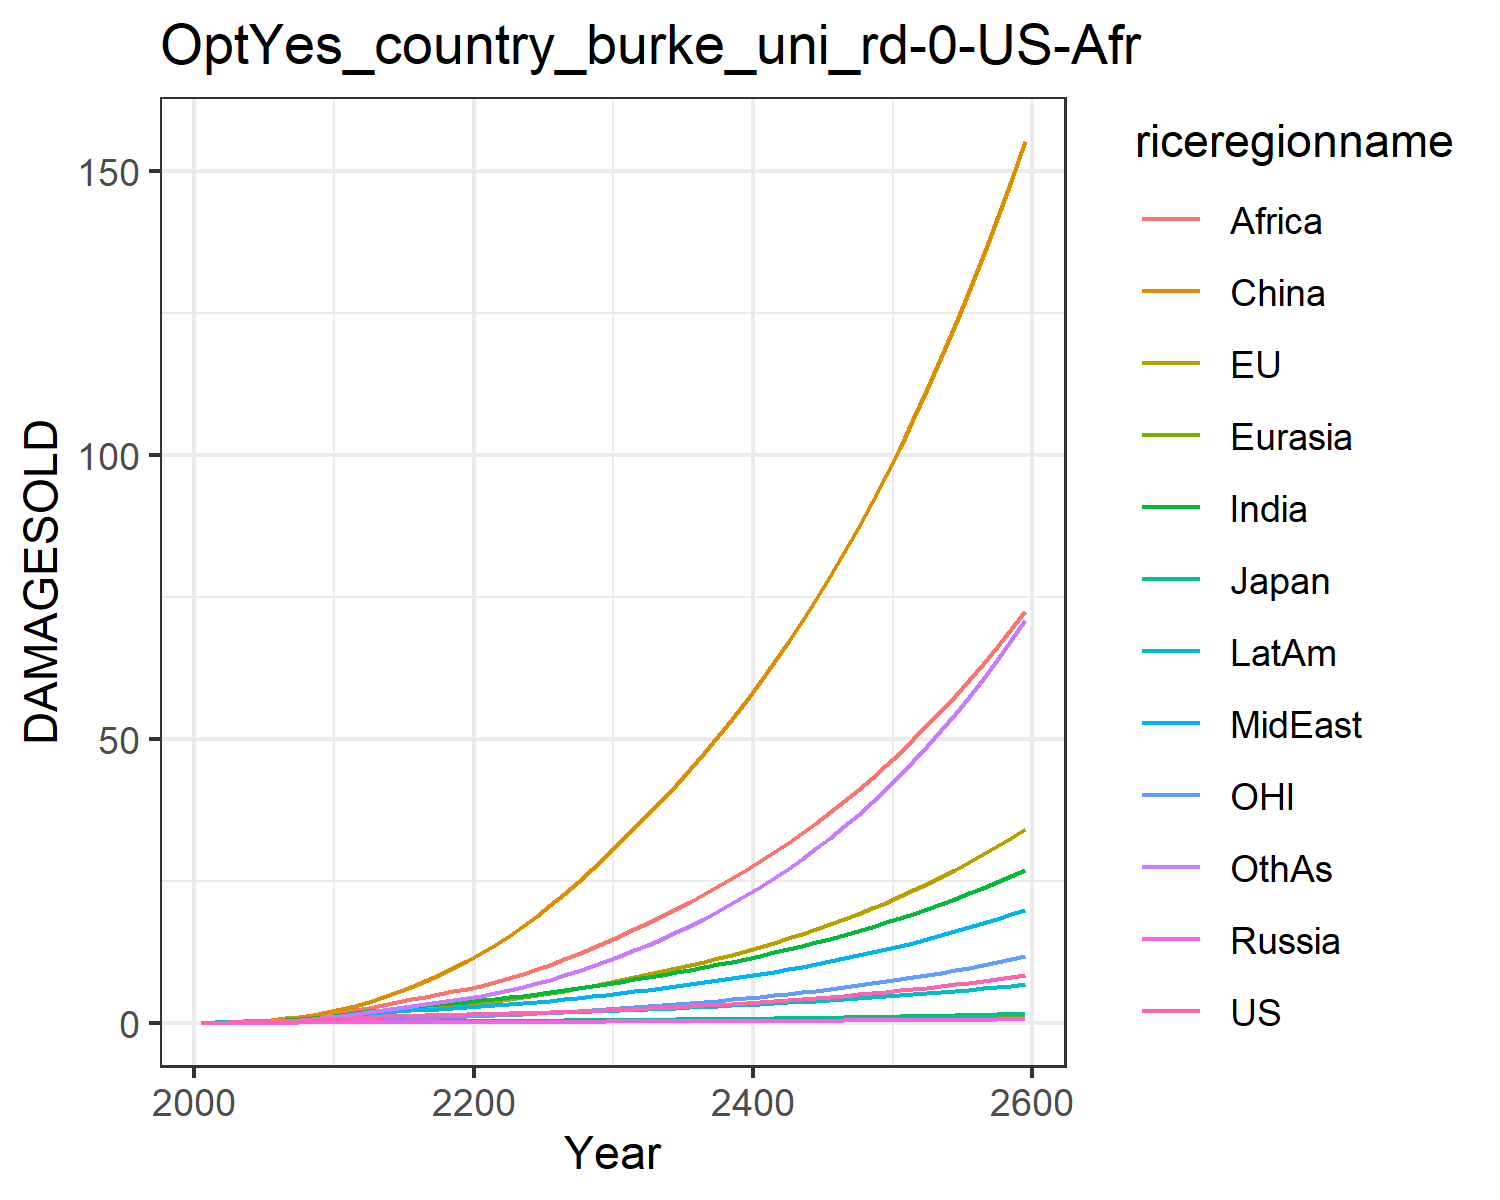 OptYes_country_burke_uni_rd-0-US-Afr
DAMAGESOLD
150
100
50
0
2000
2200
2400
2600
Year
riceregionname
Africa
China
EU
Eurasia
India
Japan
LatAm
MidEast
OHI
OthAs
Russia
US